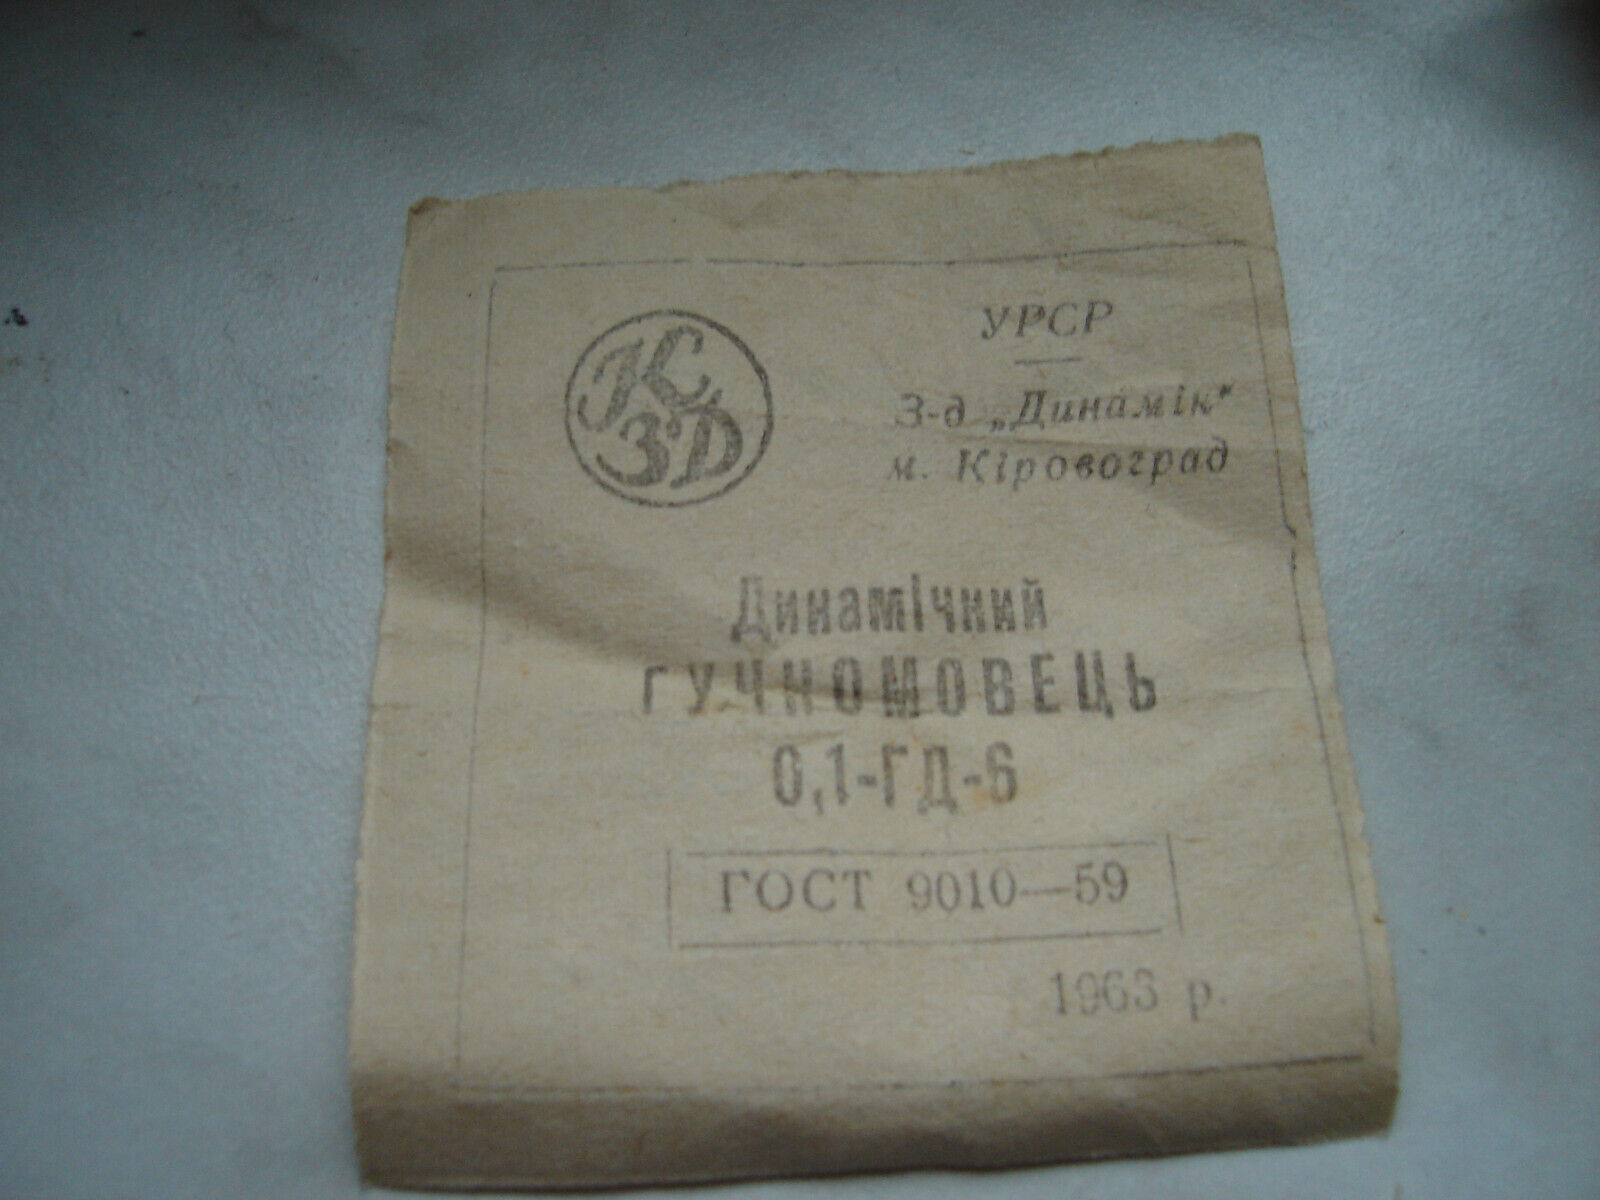 КЗД
УРСР
З-д „Динамік“
м. Кіровоград
Динамічний
ГУЧНОМОВЕЦЬ
0,1-ГД-6
ГОСТ 9010—59
1963 р.